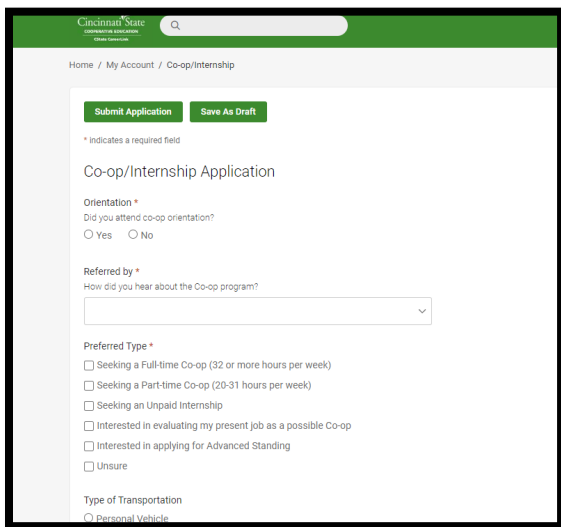 Cincinnati State
COOPERATIVE EDUCATION
CState CareerLink
Home / My Account / Co-op/Internship
Submit Application Save As Draft
* indicates a required field
Co-op/Internship Application
Orientation *
Did you attend co-op orientation?
Yes No
Referred by *
How did you hear about the Co-op program?
Preferred Type *
Seeking a Full-time Co-op (32 or more hours per week)
Seeking a Part-time Co-op (20-31 hours per week)
Seeking an Unpaid Internship
Interested in evaluating my present job as a possible Co-op
Interested in applying for Advanced Standing
Unsure
Type of Transportation
Personal Vehicle